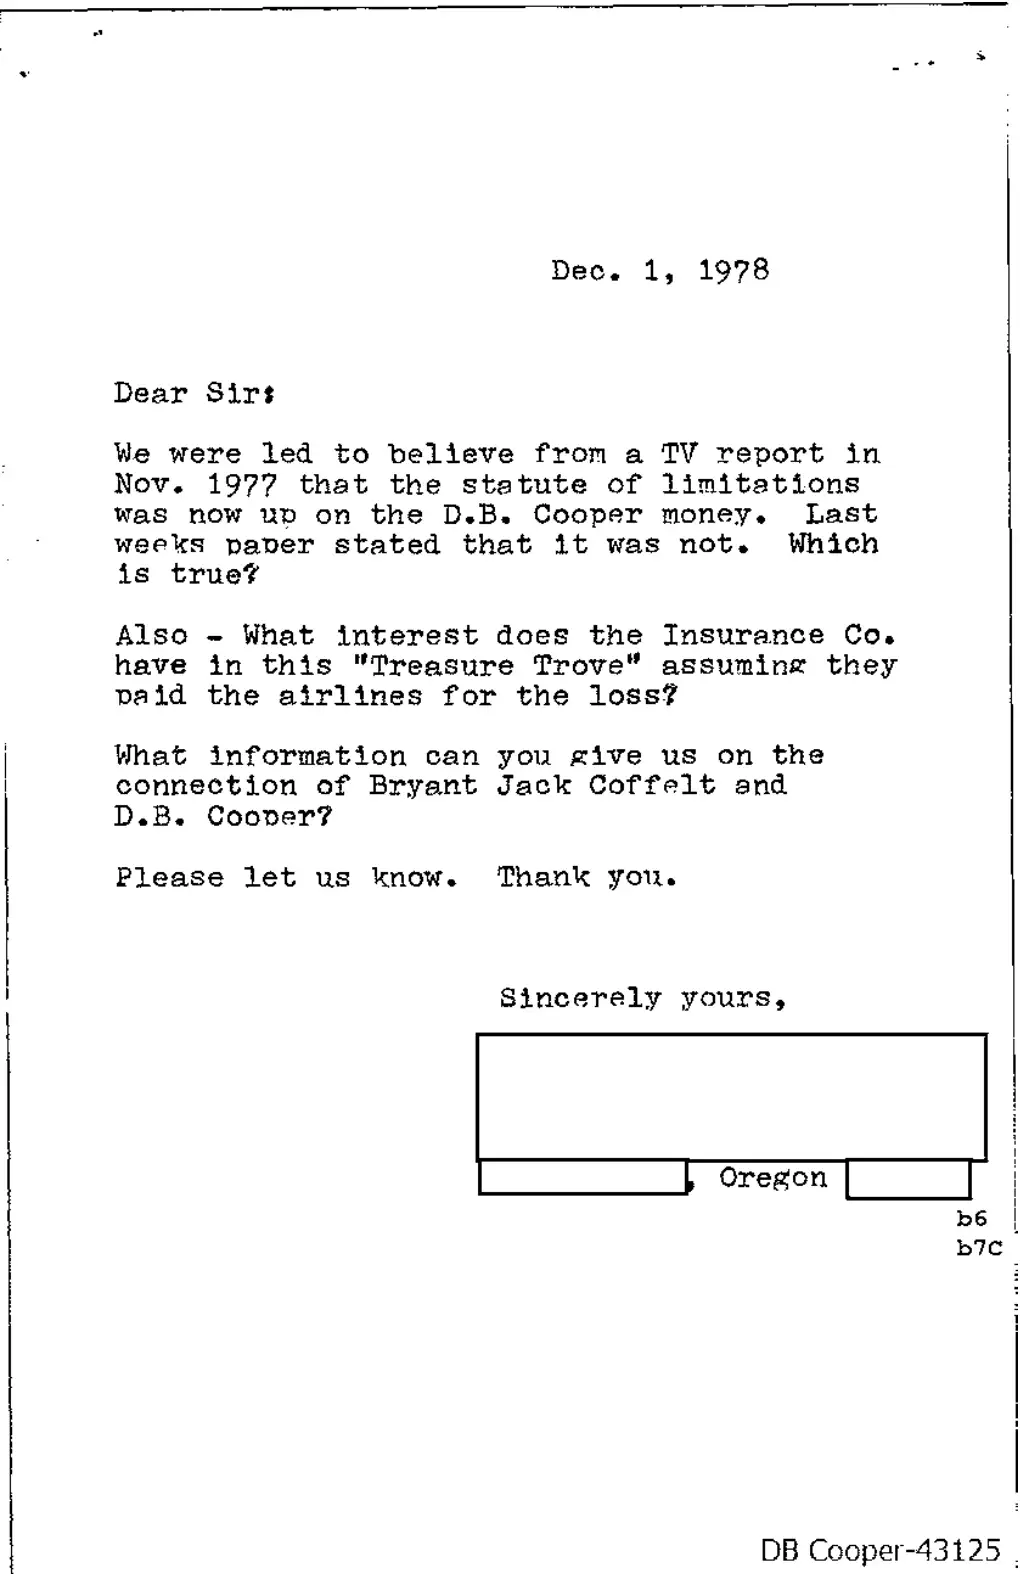 Dec. 1, 1978
Dear Sir:
We were led to believe from a TV report in
Nov. 1977 that the statute of limitations
was now up on the D.B. Cooper money. Last
weeks paper stated that it was not. Which
is true?
Also - What interest does the Insurance Co.
have in this "Treasure Trove" assuming they
paid the airlines for the loss?
What information can you give us on the
connection of Bryant Jack Coffelt and
D.B. Cooper?
Please let us know. Thank you.
Sincerely yours,
, Oregon
b6
b7C
DB Cooper-43125